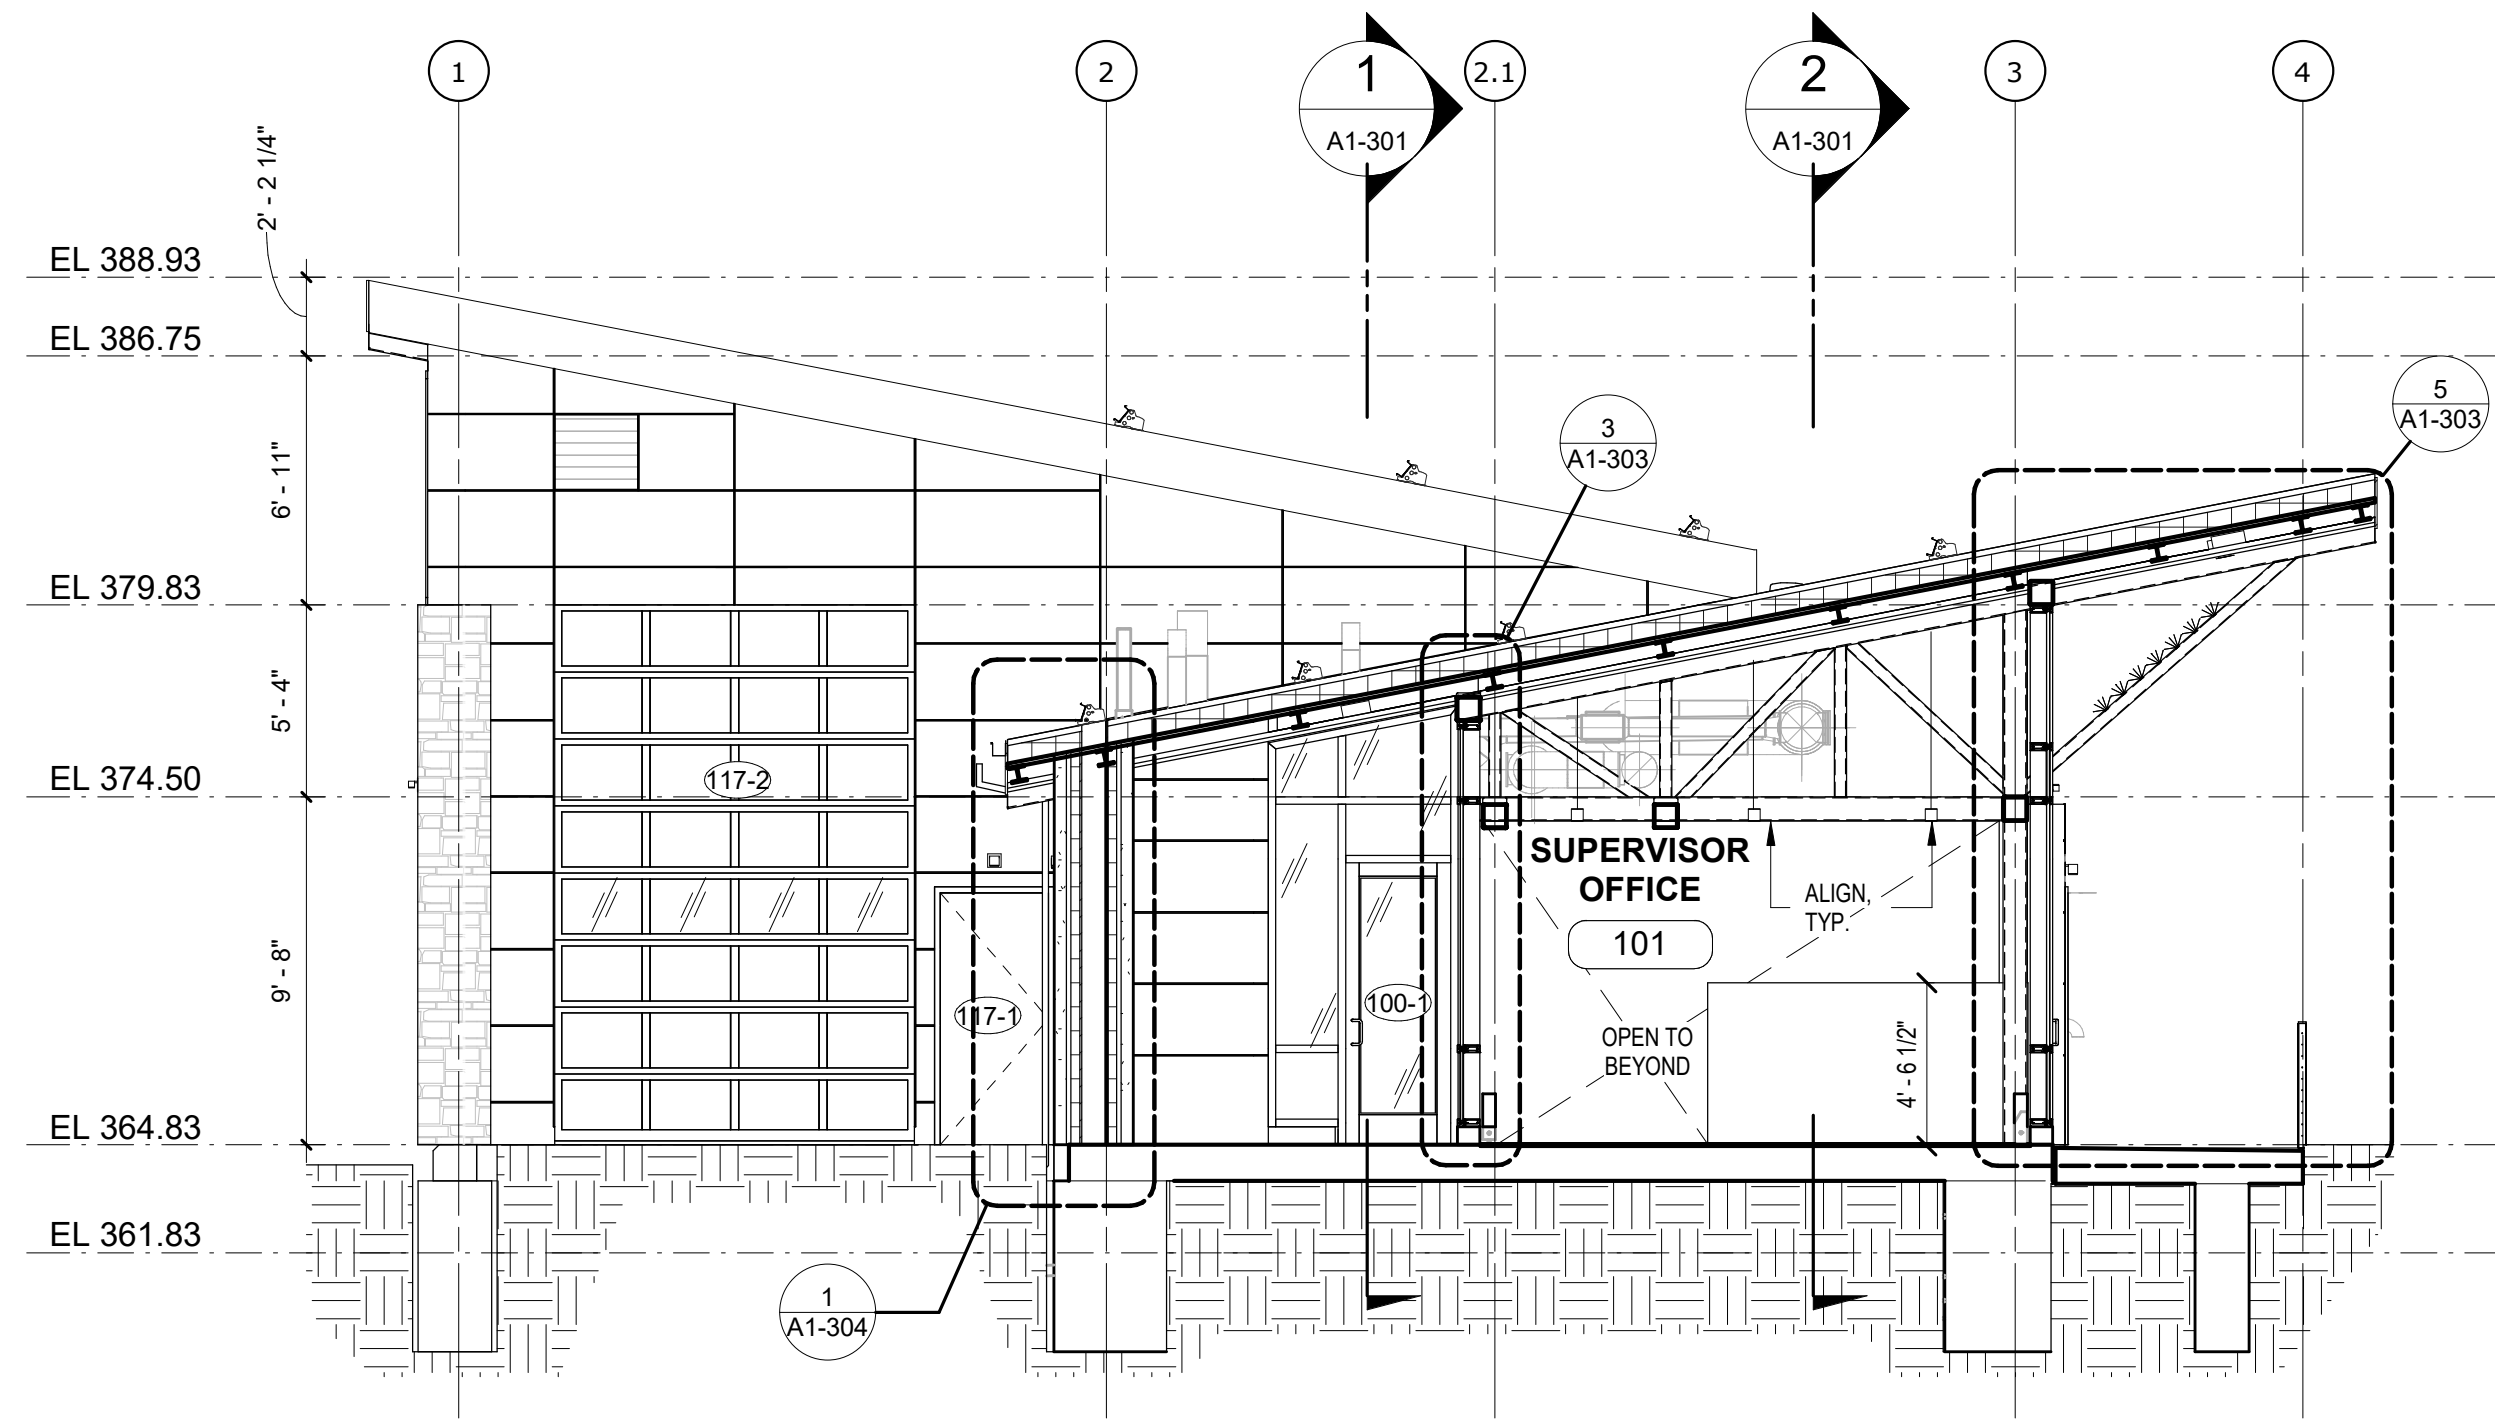 1
2
1
A1-301
2.1
2
A1-301
3
4
2' - 2 1/4"
EL 388.93
EL 386.75
5
A1-303
3
A1-303
6' - 11"
EL 379.83
5' - 4"
EL 374.50
117-2
SUPERVISOR
OFFICE
101
ALIGN,
TYP.
9' - 8"
117-1
100-1
OPEN TO
BEYOND
4' - 6 1/2"
EL 364.83
EL 361.83
1
A1-304